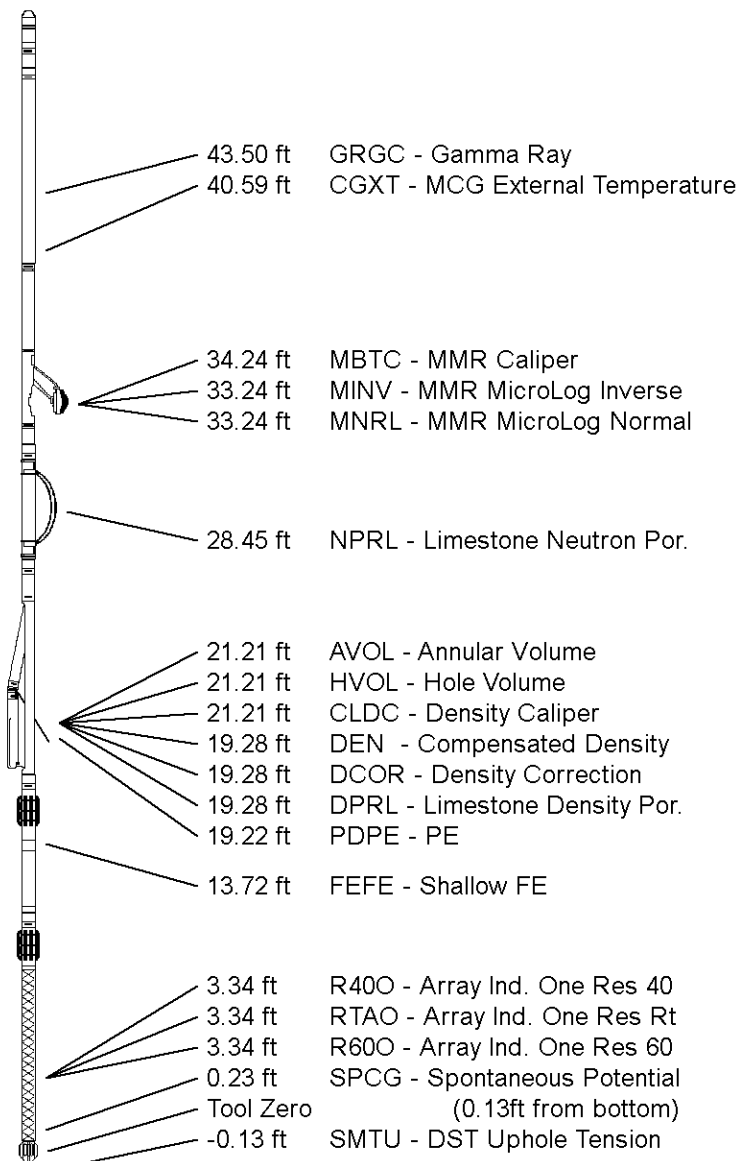 43.50 ft GRGC - Gamma Ray
40.59 ft CGXT - MCG External Temperature
34.24 ft MBTC - MMR Caliper
33.24 ft MINV - MMR MicroLog Inverse
33.24 ft MNRL - MMR MicroLog Normal
28.45 ft NPRL - Limestone Neutron Por.
21.21 ft AVOL - Annular Volume
21.21 ft HVOL - Hole Volume
21.21 ft CLDC - Density Caliper
19.28 ft DEN - Compensated Density
19.28 ft DCOR - Density Correction
19.28 ft DPRL - Limestone Density Por.
19.22 ft PDPE - PE
13.72 ft FEFE - Shallow FE
3.34 ft R40O - Array Ind. One Res 40
3.34 ft RTAO - Array Ind. One Res Rt
3.34 ft R60O - Array Ind. One Res 60
0.23 ft SPCG - Spontaneous Potential
Tool Zero (0.13ft from bottom)
-0.13 ft SMTU - DST Uphole Tension